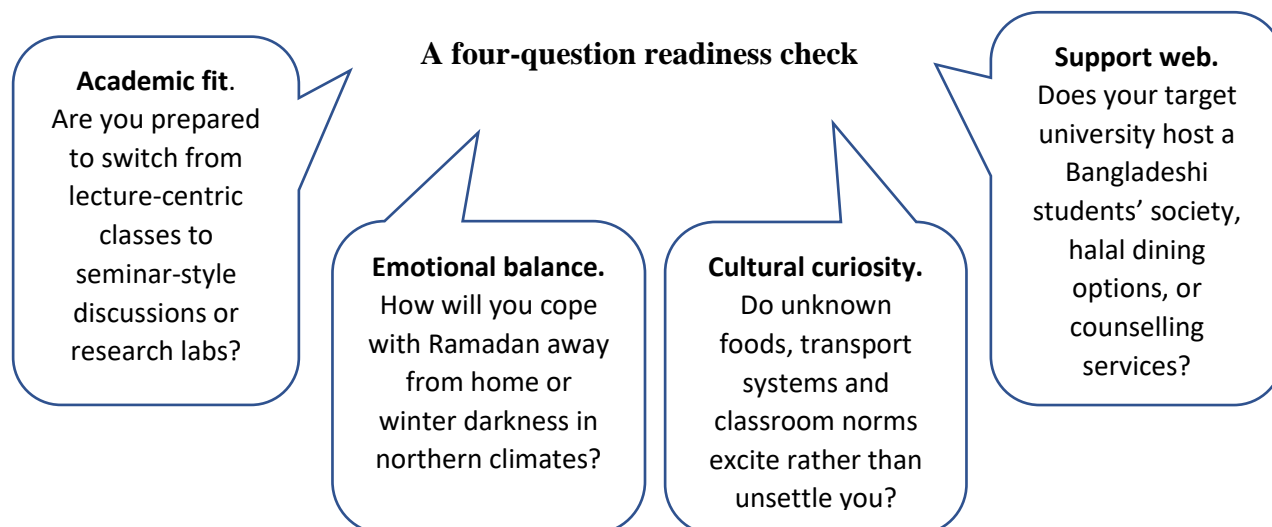 A four-question readiness check
Academic fit.
Are you prepared
to switch from
lecture-centric
classes to
seminar-style
discussions or
research labs?
Emotional balance.
How will you cope
with Ramadan away
from home or
winter darkness in
northern climates?
Cultural curiosity.
Do unknown
foods, transport
systems and
classroom norms
excite rather than
unsettle you?
Support web.
Does your target
university host a
Bangladeshi
students’ society,
halal dining
options, or
counselling
services?